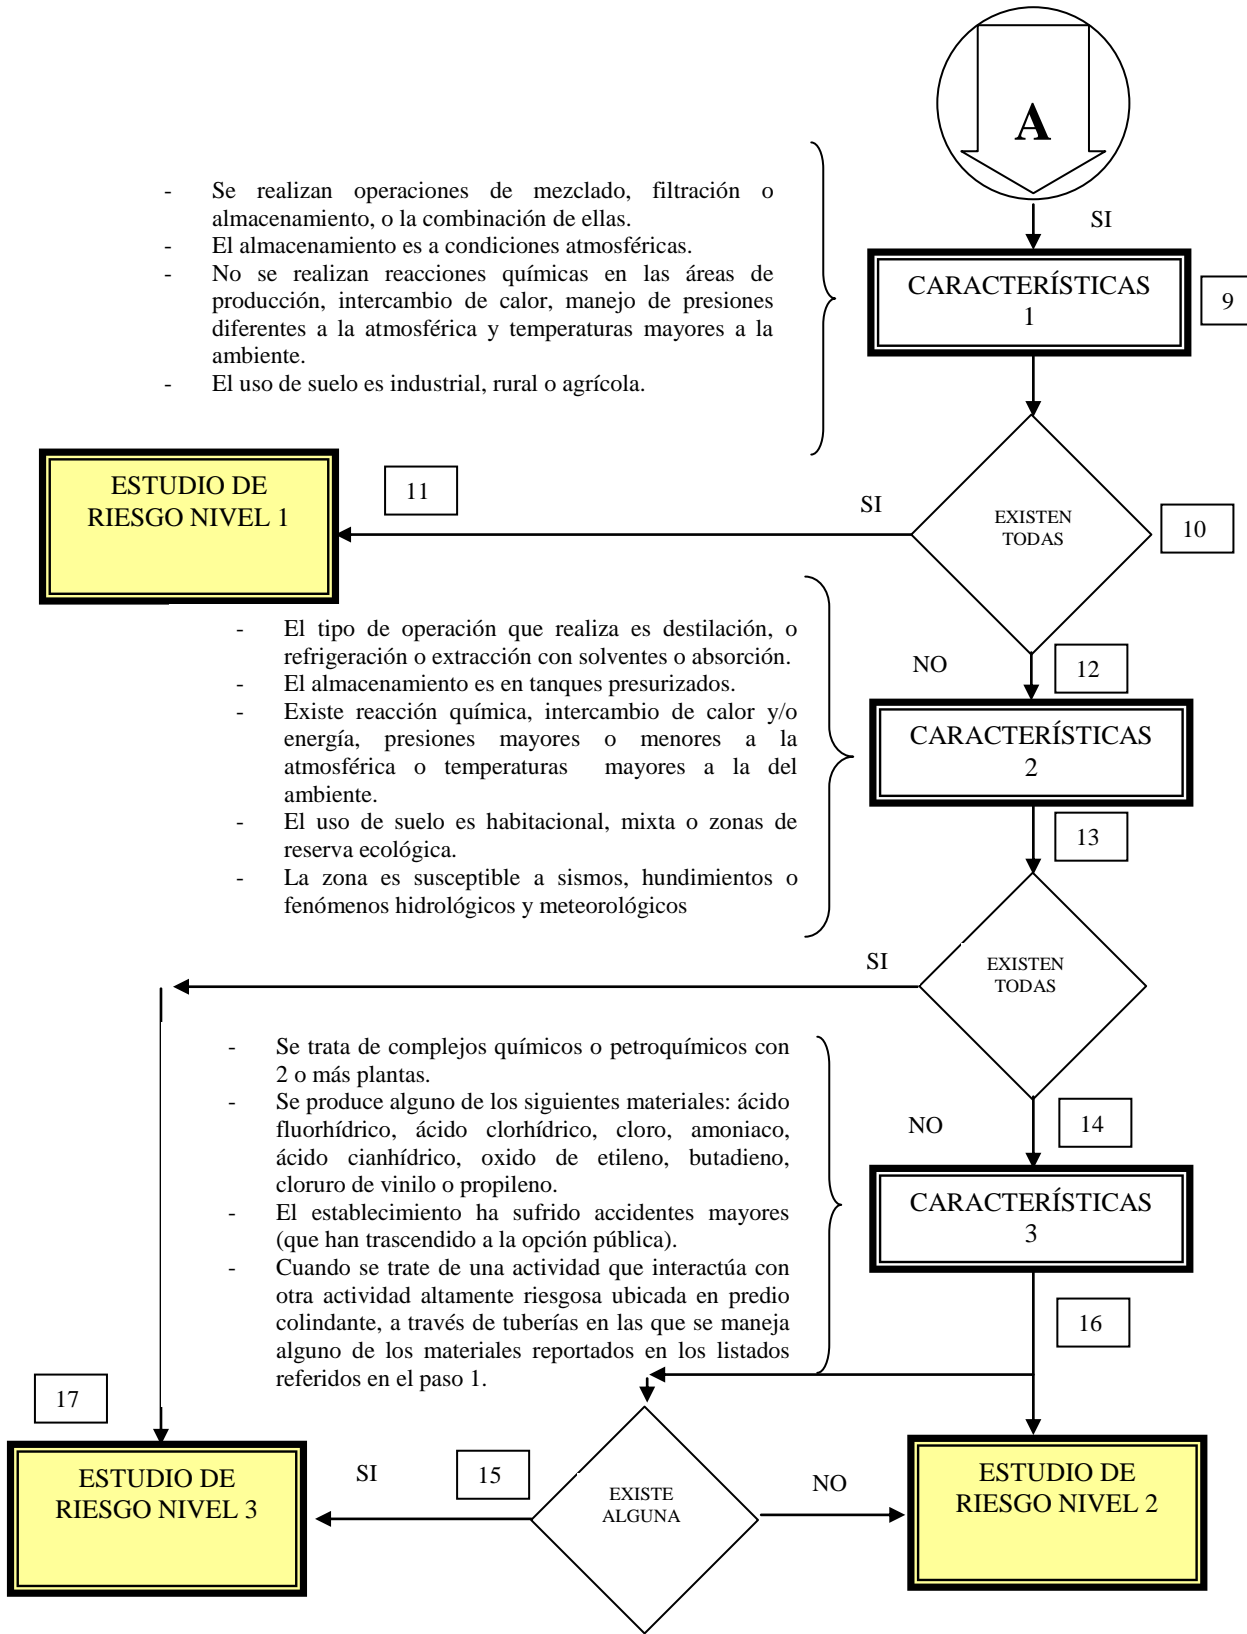 A
SI
- Se realizan operaciones de mezclado, filtración o
almacenamiento, o la combinación de ellas.
- El almacenamiento es a condiciones atmosféricas.
- No se realizan reacciones químicas en las áreas de
producción, intercambio de calor, manejo de presiones
diferentes a la atmosférica y temperaturas mayores a la
ambiente.
- El uso de suelo es industrial, rural o agrícola.
CARACTERÍSTICAS
1
9
ESTUDIO DE
RIESGO NIVEL 1
11
SI
EXISTEN
TODAS
10
- El tipo de operación que realiza es destilación, o
refrigeración o extracción con solventes o absorción.
- El almacenamiento es en tanques presurizados.
- Existe reacción química, intercambio de calor y/o
energía, presiones mayores o menores a la
atmosférica o temperaturas mayores a la del
ambiente.
- El uso de suelo es habitacional, mixta o zonas de
reserva ecológica.
- La zona es susceptible a sismos, hundimientos o
fenómenos hidrológicos y meteorológicos
NO
12
CARACTERÍSTICAS
2
13
SI
EXISTEN
TODAS
- Se trata de complejos químicos o petroquímicos con
2 o más plantas.
- Se produce alguno de los siguientes materiales: ácido
fluorhídrico, ácido clorhídrico, cloro, amoniaco,
ácido cianhídrico, oxido de etileno, butadieno,
cloruro de vinilo o propileno.
- El establecimiento ha sufrido accidentes mayores
(que han trascendido a la opción pública).
- Cuando se trate de una actividad que interactúa con
otra actividad altamente riesgosa ubicada en predio
colindante, a través de tuberías en las que se maneja
alguno de los materiales reportados en los listados
referidos en el paso 1.
NO
14
CARACTERÍSTICAS
3
16
17
ESTUDIO DE
RIESGO NIVEL 3
SI
15
EXISTE
ALGUNA
NO
ESTUDIO DE
RIESGO NIVEL 2